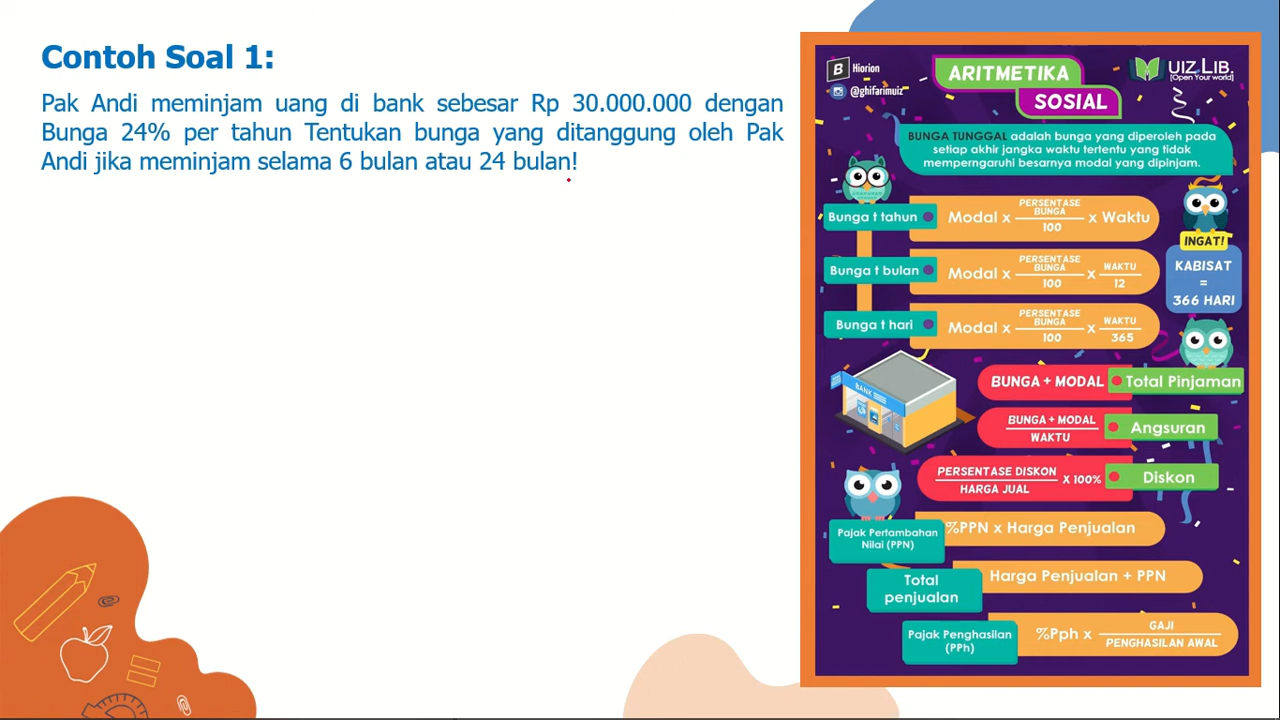 Contoh Soal 1:
Pak Andi meminjam uang di bank sebesar Rp 30.000.000 dengan
Bunga 24% per tahun Tentukan bunga yang ditanggung oleh Pak
Andi jika meminjam selama 6 bulan atau 24 bulan!
B Hiorion
@ghifarimuiz
ARITMETIKA
SOSIAL
UIZ LIB.
[Open Your world]
BUNGA TUNGGAL adalah bunga yang diperoleh pada
setiap akhir jangka waktu tertentu yang tidak
memperngaruhi besarnya modal yang dipinjam.
Bunga t tahun
Modal x PERSENTASE BUNGA / 100 x Waktu
INGAT!
KABISAT
=
366 HARI
Bunga t bulan
Modal x PERSENTASE BUNGA / 100 x WAKTU / 12
Bunga t hari
Modal x PERSENTASE BUNGA / 100 x WAKTU / 365
BANK
BUNGA + MODAL
Total Pinjaman
BUNGA + MODAL
WAKTU
Angsuran
PERSENTASE DISKON
HARGA JUAL
X 100%
Diskon
Pajak Pertambahan
Nilai (PPN)
%PPN x Harga Penjualan
Total
penjualan
Harga Penjualan + PPN
Pajak Penghasilan
(PPh)
%Pph x GAJI / PENGHASILAN AWAL